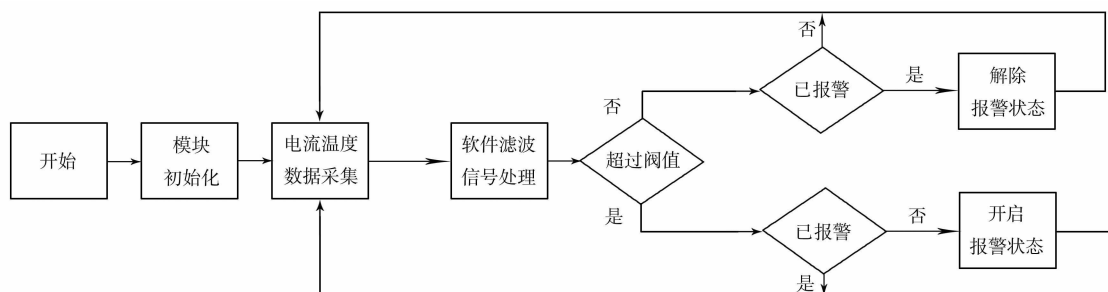 开始
模块
初始化
电流温度
数据采集
软件滤波
信号处理
超过阀值
否
是
已报警
否
是
解除
报警状态
已报警
否
是
开启
报警状态